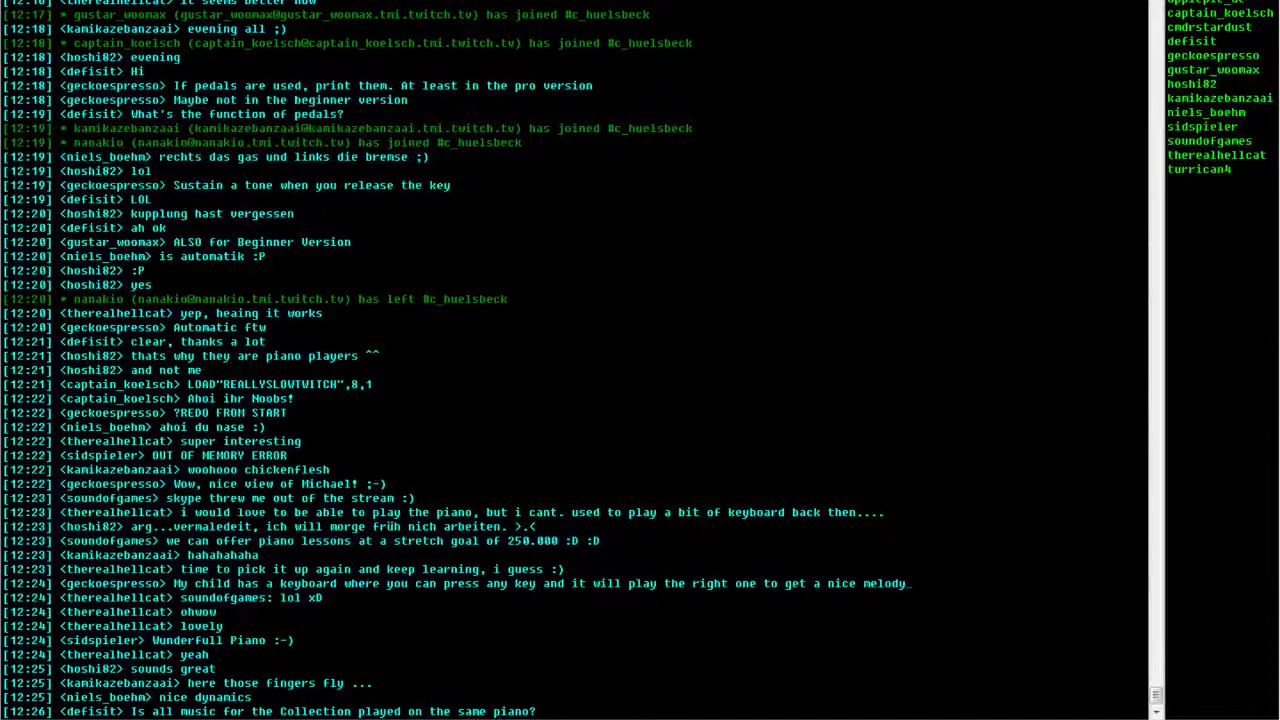 [12:16] <therealhellcat> it seems better now
[12:17] * gustar_woomax (gustar_woomax@gustar_woomax.tmi.twitch.tv) has joined #c_huelsbeck
[12:18] <kamikazebanzaai> evening all ;)
[12:18] * captain_koelsch (captain_koelsch@captain_koelsch.tmi.twitch.tv) has joined #c_huelsbeck
[12:18] <hoshi82> evening
[12:18] <defisit> Hi
[12:18] <geckoespresso> If pedals are used, print them. At least in the pro version
[12:18] <geckoespresso> Maybe not in the beginner version
[12:19] <defisit> What's the function of pedals?
[12:19] * kamikazebanzaai (kamikazebanzaai@kamikazebanzaai.tmi.twitch.tv) has joined #c_huelsbeck
[12:19] * nanakio (nanakio@nanakio.tmi.twitch.tv) has joined #c_huelsbeck
[12:19] <niels_boehm> rechts das gas und links die bremse ;)
[12:19] <hoshi82> lol
[12:19] <geckoespresso> Sustain a tone when you release the key
[12:19] <defisit> LOL
[12:20] <hoshi82> kupplung hast vergessen
[12:20] <defisit> ah ok
[12:20] <gustar_woomax> ALSO for Beginner Version
[12:20] <niels_boehm> is automatik :P
[12:20] <hoshi82> :P
[12:20] <hoshi82> yes
[12:20] * nanakio (nanakio@nanakio.tmi.twitch.tv) has left #c_huelsbeck
[12:20] <therealhellcat> yep, heaing it works
[12:20] <geckoespresso> Automatic ftw
[12:21] <defisit> clear, thanks a lot
[12:21] <hoshi82> thats why they are piano players ^^
[12:21] <hoshi82> and not me
[12:21] <captain_koelsch> LOAD"REALLYSLOWTWITCH",8,1
[12:22] <captain_koelsch> Ahoi ihr Noobs!
[12:22] <geckoespresso> ?REDO FROM START
[12:22] <niels_boehm> ahoi du nase :)
[12:22] <therealhellcat> super interesting
[12:22] <sidspieler> OUT OF MEMORY ERROR
[12:22] <kamikazebanzaai> woohooo chickenflesh
[12:22] <geckoespresso> Wow, nice view of Michael! ;-)
[12:23] <soundofgames> skype threw me out of the stream :)
[12:23] <therealhellcat> i would love to be able to play the piano, but i cant. used to play a bit of keyboard back then....
[12:23] <hoshi82> arg...vermaledeit, ich will morge früh nich arbeiten. >.<
[12:23] <soundofgames> we can offer piano lessons at a stretch goal of 250.000 :D :D
[12:23] <kamikazebanzaai> hahahahaha
[12:23] <therealhellcat> time to pick it up again and keep learning, i guess :)
[12:24] <geckoespresso> My child has a keyboard where you can press any key and it will play the right one to get a nice melody_
[12:24] <therealhellcat> soundofgames: lol xD
[12:24] <therealhellcat> ohwow
[12:24] <therealhellcat> lovely
[12:24] <sidspieler> Wunderfull Piano :-)
[12:24] <therealhellcat> yeah
[12:25] <hoshi82> sounds great
[12:25] <kamikazebanzaai> here those fingers fly ...
[12:25] <niels_boehm> nice dynamics
[12:26] <defisit> Is all music for the Collection played on the same piano?
captain_koelsch
cmdrstardust
defisit
geckoespresso
gustar_woomax
hoshi82
kamikazebanzaai
niels_boehm
sidspieler
soundofgames
therealhellcat
turrican4